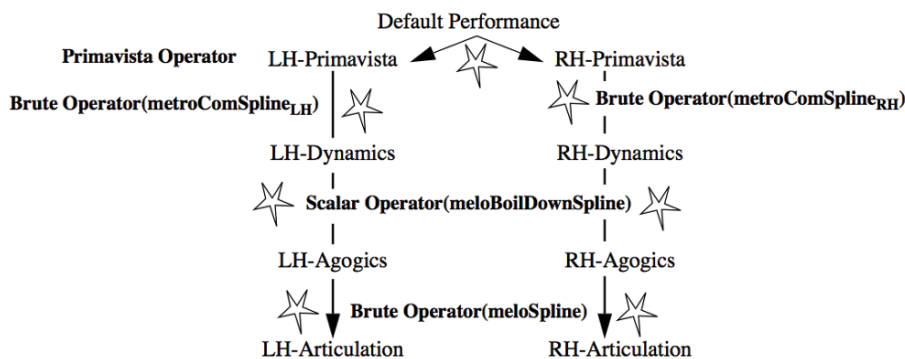 Default Performance
Primavista Operator LH-Primavista RH-Primavista
Brute Operator(metroComSplineLH) Brute Operator(metroComSplineRH)
LH-Dynamics RH-Dynamics
Scalar Operator(meloBoilDownSpline)
LH-Agogics RH-Agogics
Brute Operator(meloSpline)
LH-Articulation RH-Articulation